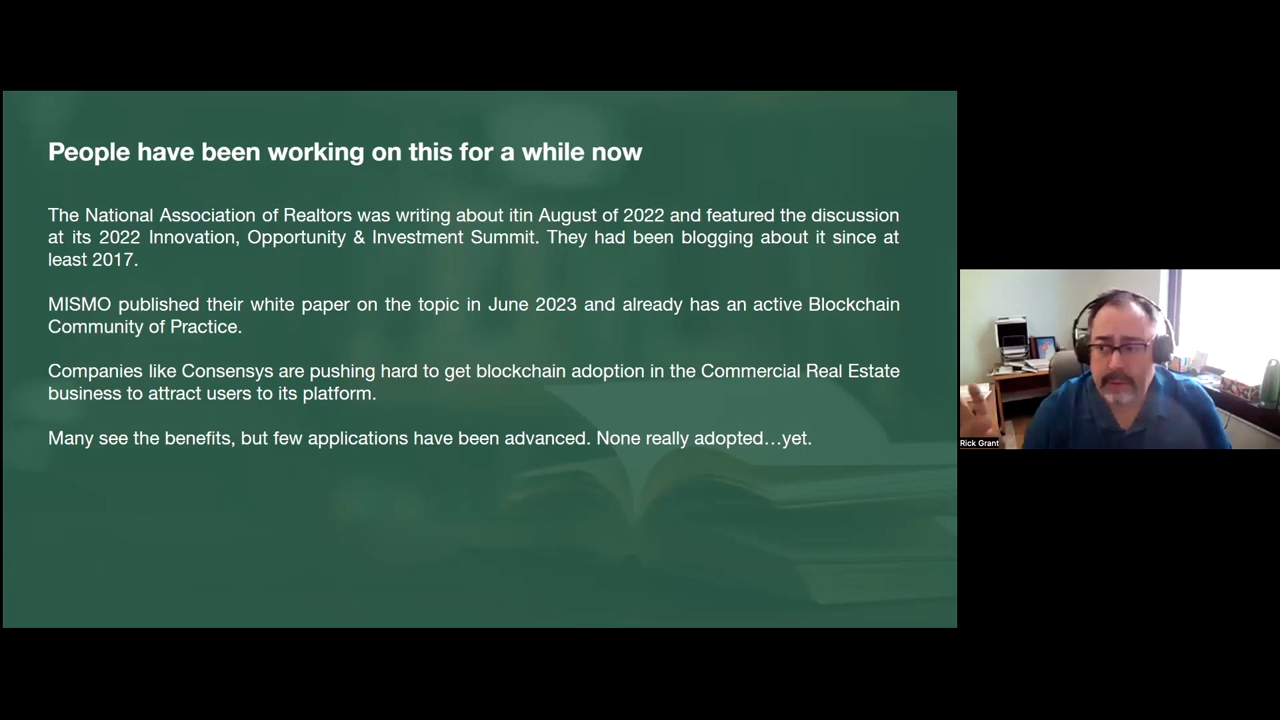 People have been working on this for a while now
The National Association of Realtors was writing about itin August of 2022 and featured the discussion
at its 2022 Innovation, Opportunity & Investment Summit. They had been blogging about it since at
least 2017.
MISMO published their white paper on the topic in June 2023 and already has an active Blockchain
Community of Practice.
Companies like Consensys are pushing hard to get blockchain adoption in the Commercial Real Estate
business to attract users to its platform.
Many see the benefits, but few applications have been advanced. None really adopted…yet.
Rick Grant